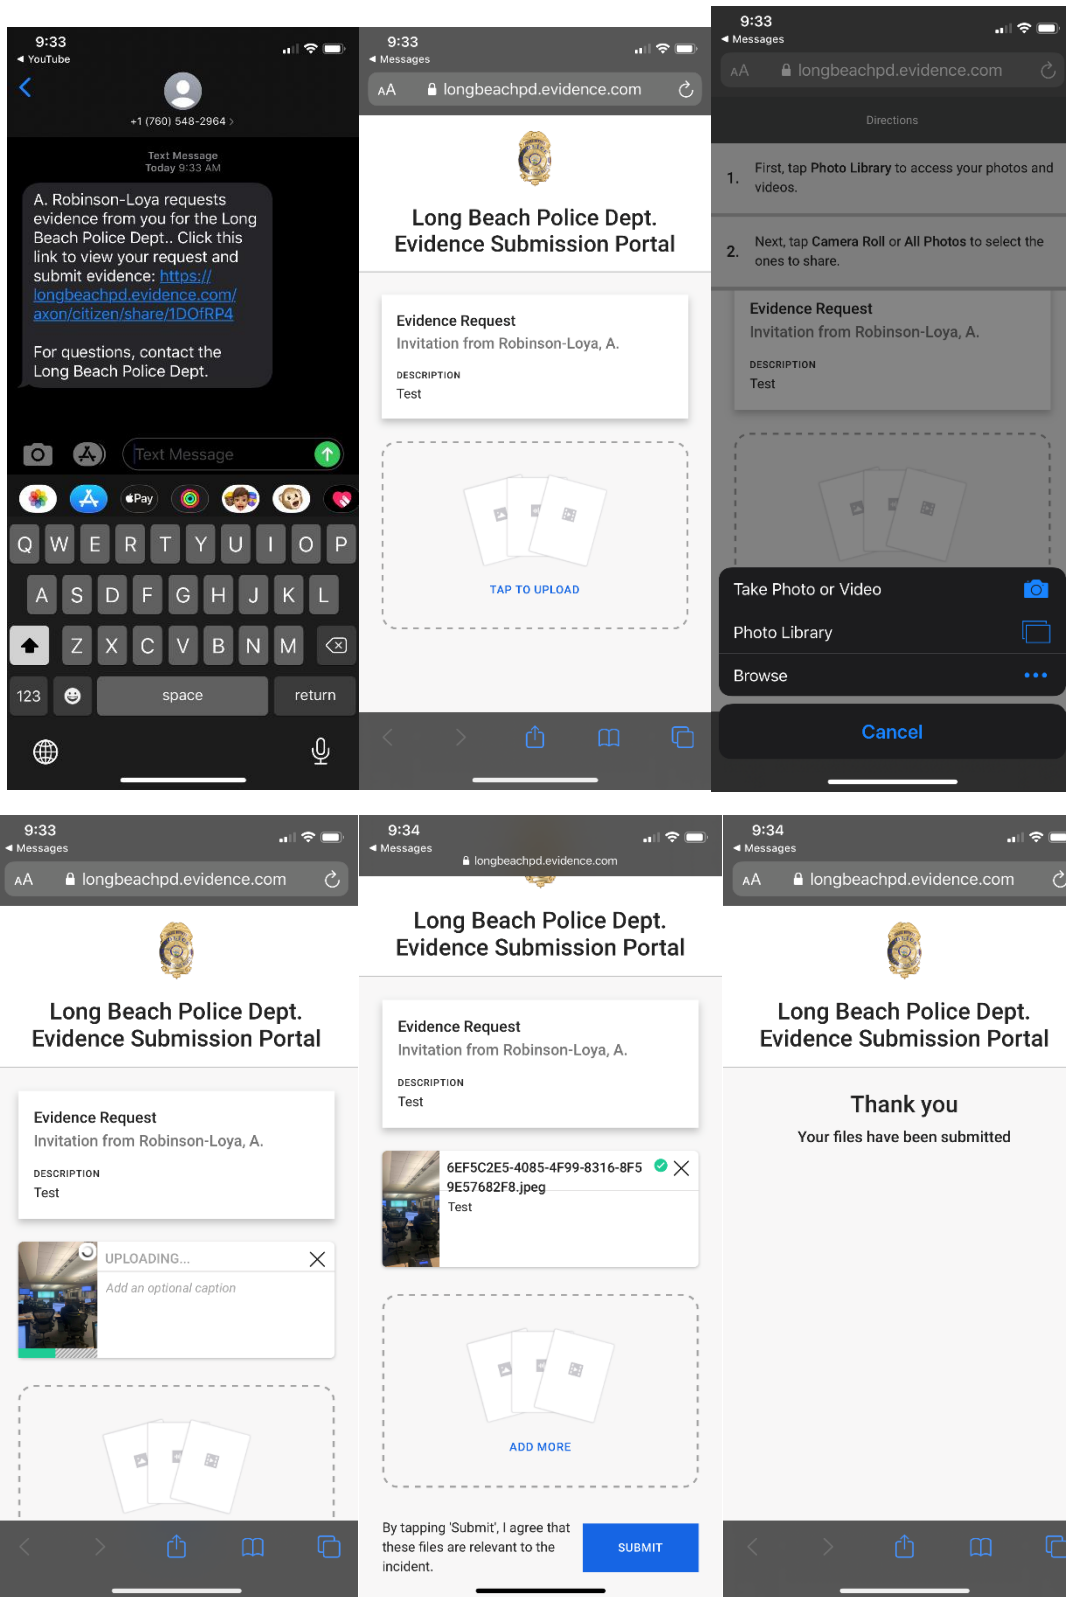 9:33
◀ YouTube
+1 (760) 548-2964 >
Text Message
Today 9:33 AM
A. Robinson-Loya requests
evidence from you for the Long
Beach Police Dept.. Click this
link to view your request and
submit evidence: https://
longbeachpd.evidence.com/
axon/citizen/share/1DOfRP4
For questions, contact the
Long Beach Police Dept.
Text Message
Pay
Q W E R T Y U I O P
A S D F G H J K L
Z X C V B N M
123 space return
9:33
◀ Messages
AA longbeachpd.evidence.com
Long Beach Police Dept.
Evidence Submission Portal
Evidence Request
Invitation from Robinson-Loya, A.
DESCRIPTION
Test
TAP TO UPLOAD
9:33
◀ Messages
AA longbeachpd.evidence.com
Directions
1. First, tap Photo Library to access your photos and
videos.
2. Next, tap Camera Roll or All Photos to select the
ones to share.
Evidence Request
Invitation from Robinson-Loya, A.
DESCRIPTION
Test
Take Photo or Video
Photo Library
Browse
Cancel
9:33
◀ Messages
AA longbeachpd.evidence.com
Long Beach Police Dept.
Evidence Submission Portal
Evidence Request
Invitation from Robinson-Loya, A.
DESCRIPTION
Test
UPLOADING...
Add an optional caption
9:34
◀ Messages
longbeachpd.evidence.com
Long Beach Police Dept.
Evidence Submission Portal
Evidence Request
Invitation from Robinson-Loya, A.
DESCRIPTION
Test
6EF5C2E5-4085-4F99-8316-8F5
9E57682F8.jpeg
Test
ADD MORE
By tapping 'Submit', I agree that
these files are relevant to the
incident.
SUBMIT
9:34
◀ Messages
AA longbeachpd.evidence.com
Long Beach Police Dept.
Evidence Submission Portal
Thank you
Your files have been submitted